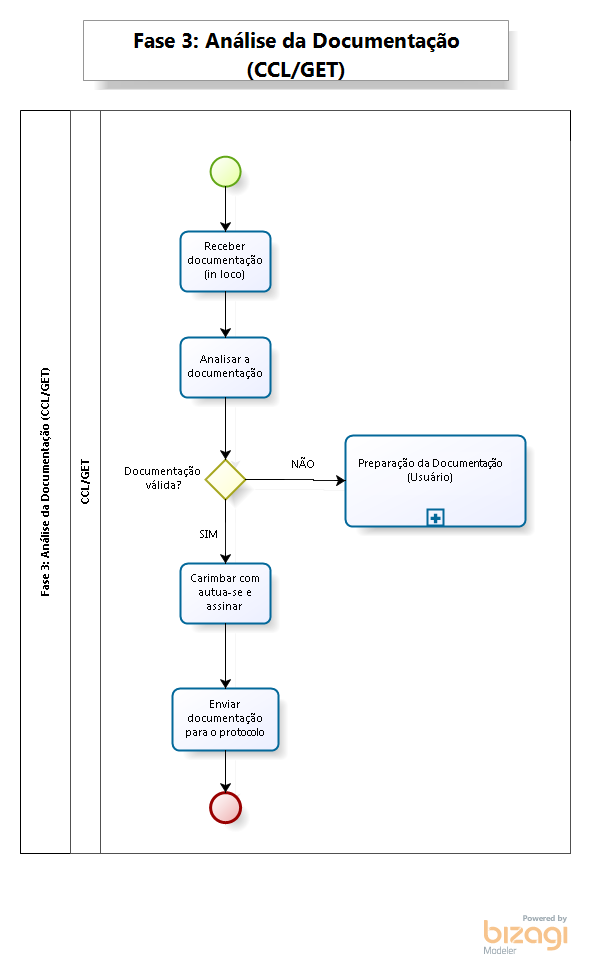 Fase 3: Análise da Documentação
(CCL/GET)
Fase 3: Análise da Documentação (CCL/GET)
CCL/GET
Receber
documentação
(in loco)
Analisar a
documentação
Documentação
válida?
NÃO
Preparação da Documentação
(Usuário)
SIM
Carimbar com
autua-se e
assinar
Enviar
documentação
para o protocolo
Powered by
bizagi
Modeler